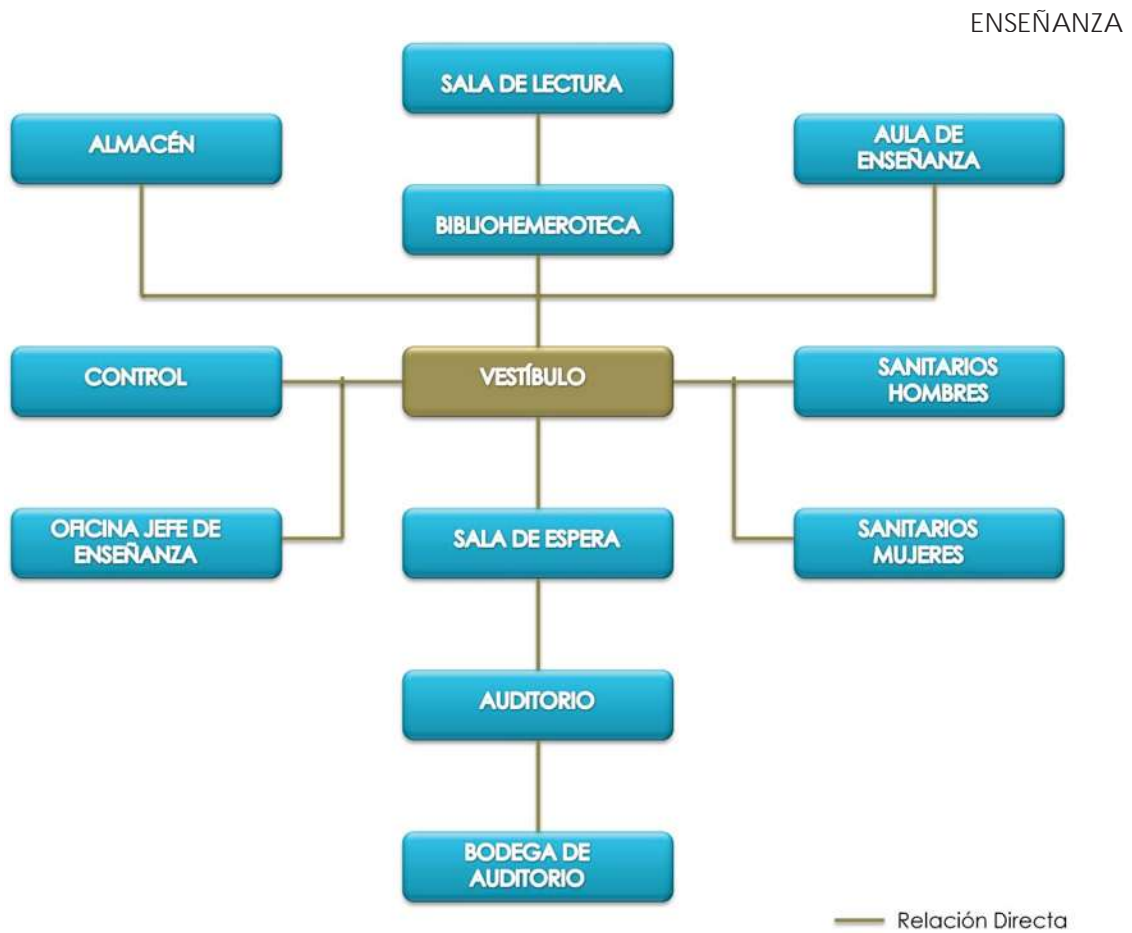 ENSEÑANZA
SALA DE LECTURA
ALMACÉN
AULA DE
ENSEÑANZA
BIBLIOHEMEROTECA
CONTROL
VESTÍBULO
SANITARIOS
HOMBRES
OFICINA JEFE DE
ENSEÑANZA
SALA DE ESPERA
SANITARIOS
MUJERES
AUDITORIO
BODEGA DE
AUDITORIO
Relación Directa